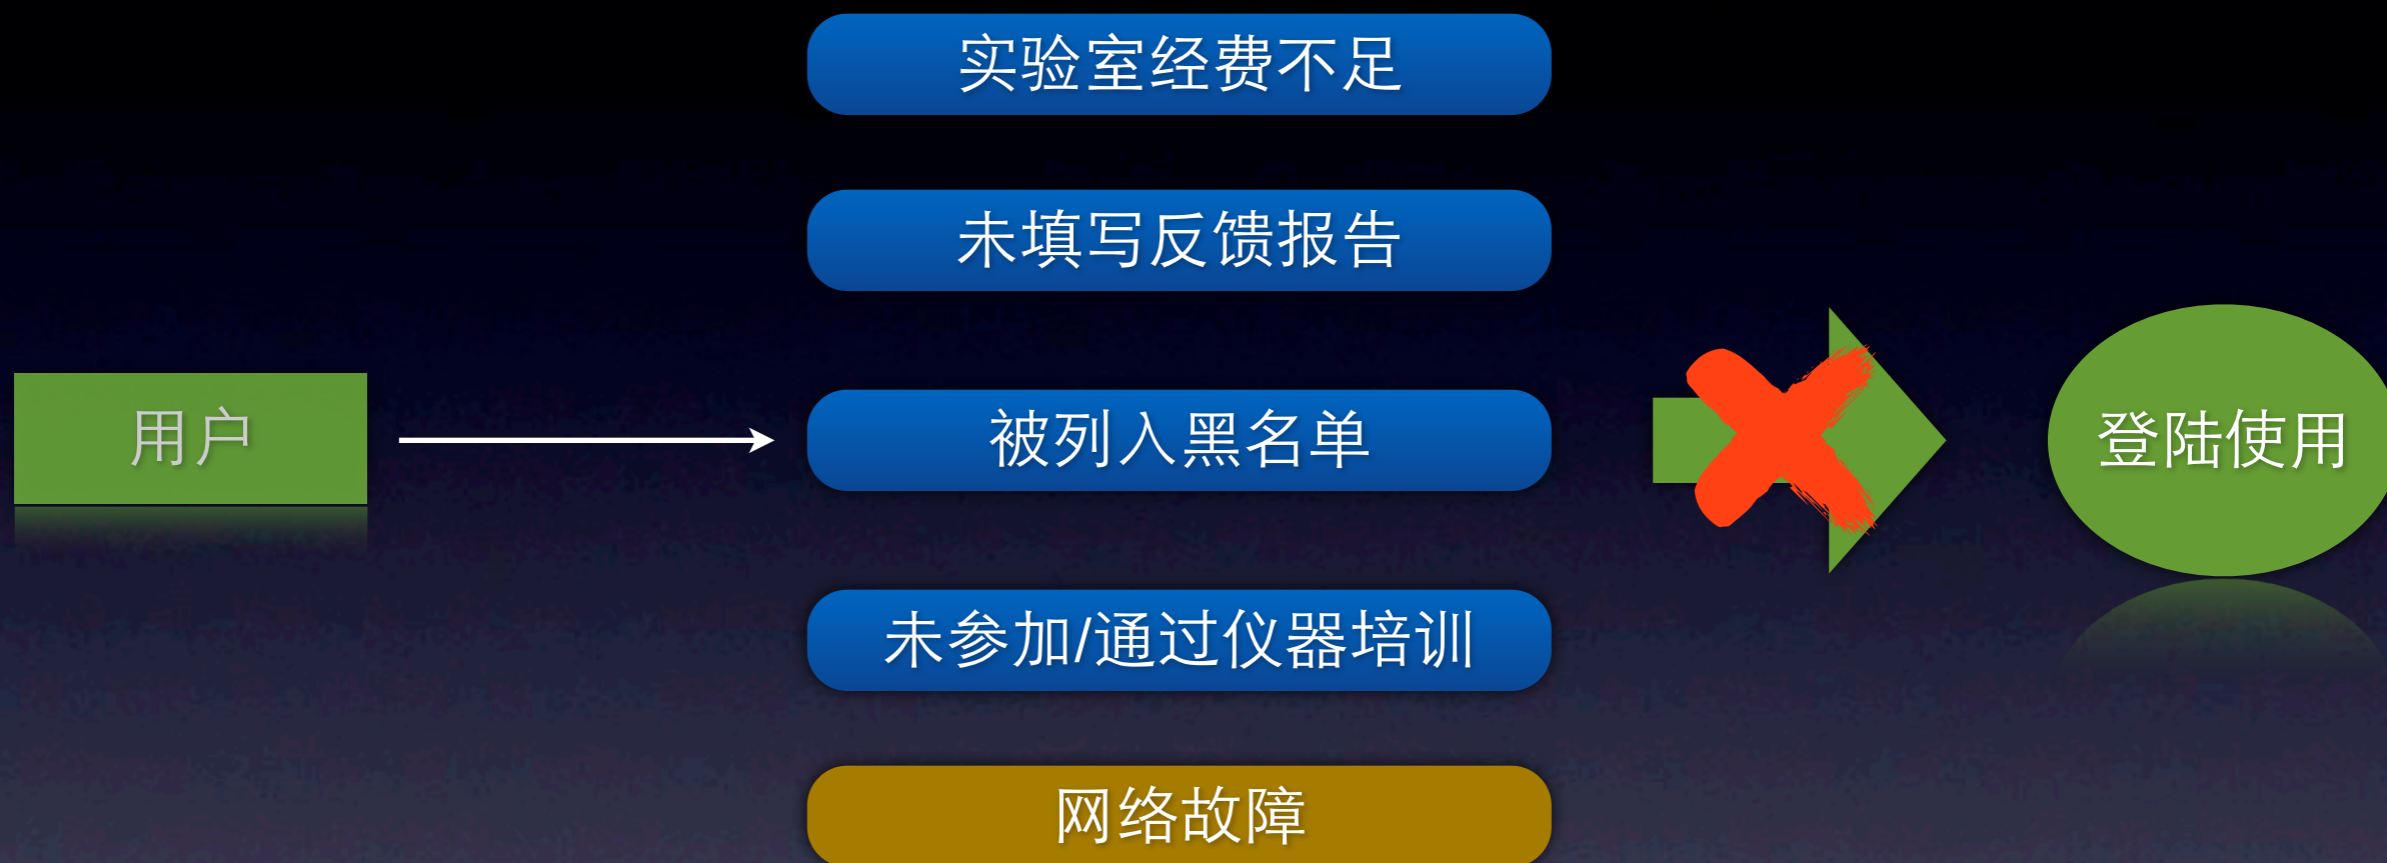 实验室经费不足
未填写反馈报告
用户
被列入黑名单
登陆使用
未参加/通过仪器培训
网络故障